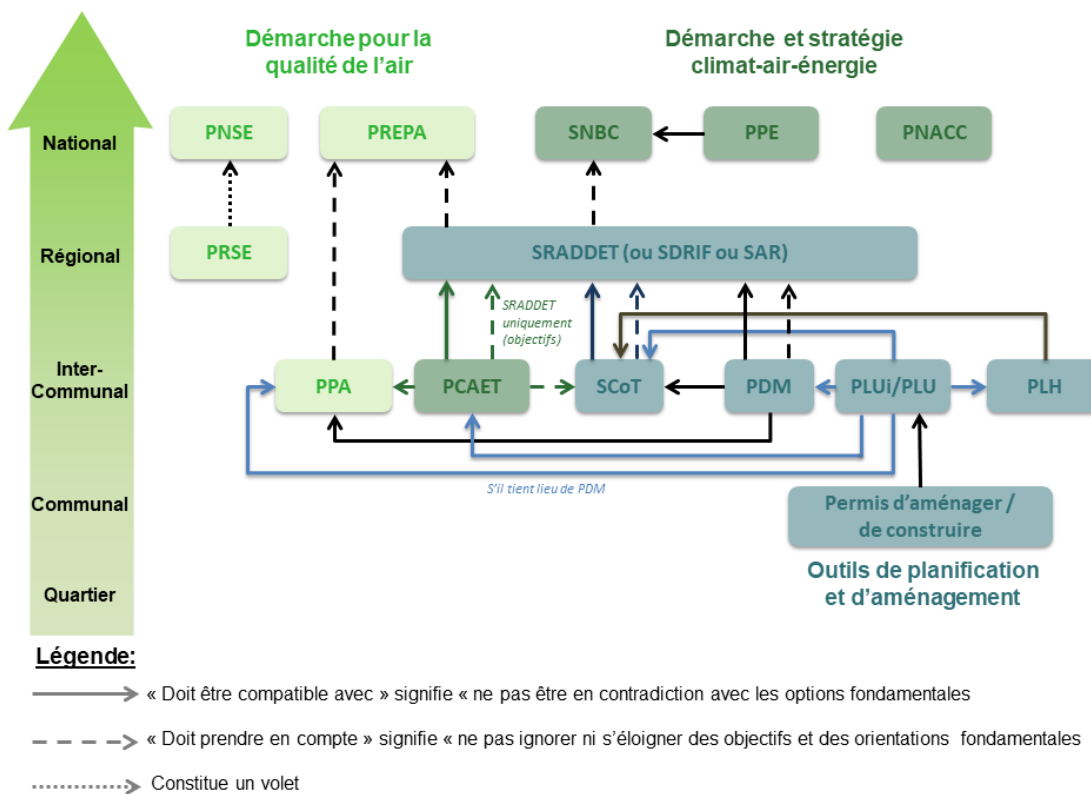 Démarche pour la
qualité de l'air
Démarche et stratégie
climat-air-énergie
National
PNSE
PREPA
SNBC
PPE
PNACC
Régional
PRSE
SRADDET (ou SDRIF ou SAR)
SRADDET
uniquement
(objectifs)
Inter-
Communal
PPA
PCAET
SCoT
PDM
PLUi/PLU
PLH
S'il tient lieu de PDM
Communal
Permis d'aménager /
de construire
Quartier
Outils de planification
et d'aménagement
Légende:
« Doit être compatible avec » signifie « ne pas être en contradiction avec les options fondamentales
« Doit prendre en compte » signifie « ne pas ignorer ni s'éloigner des objectifs et des orientations fondamentales
Constitue un volet